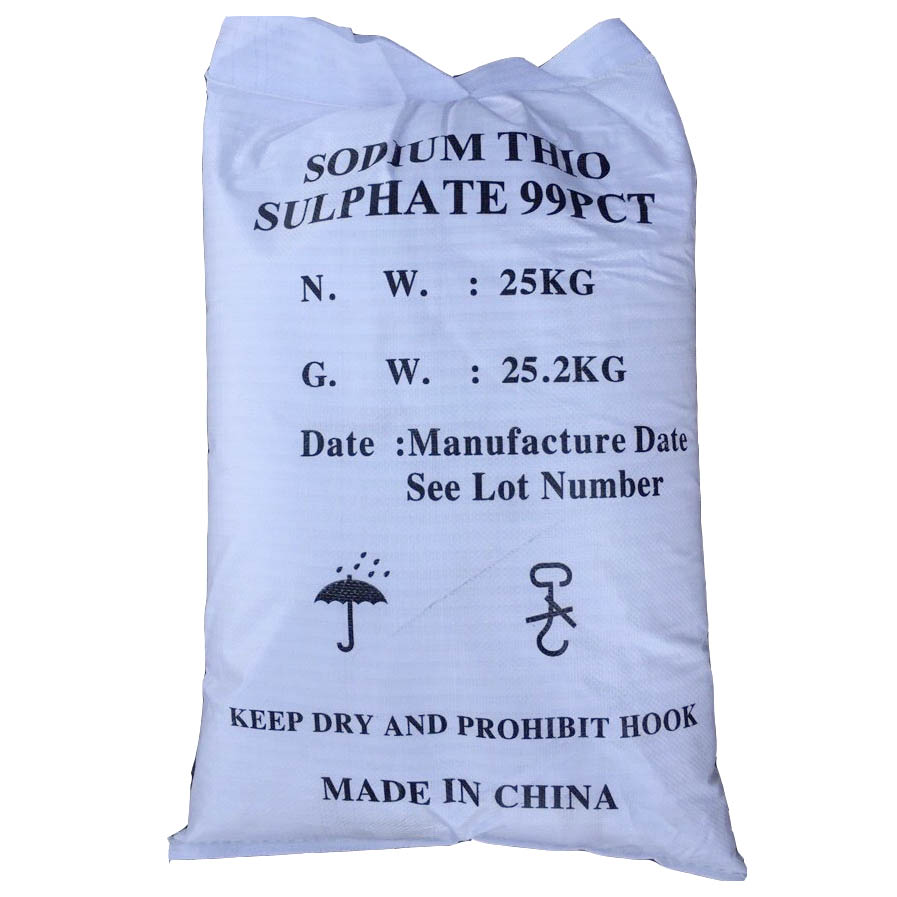 SODIUM THIO
SULPHATE 99PCT
N. W. : 25KG
G. W. : 25.2KG
Date :Manufacture Date
See Lot Number
KEEP DRY AND PROHIBIT HOOK
MADE IN CHINA